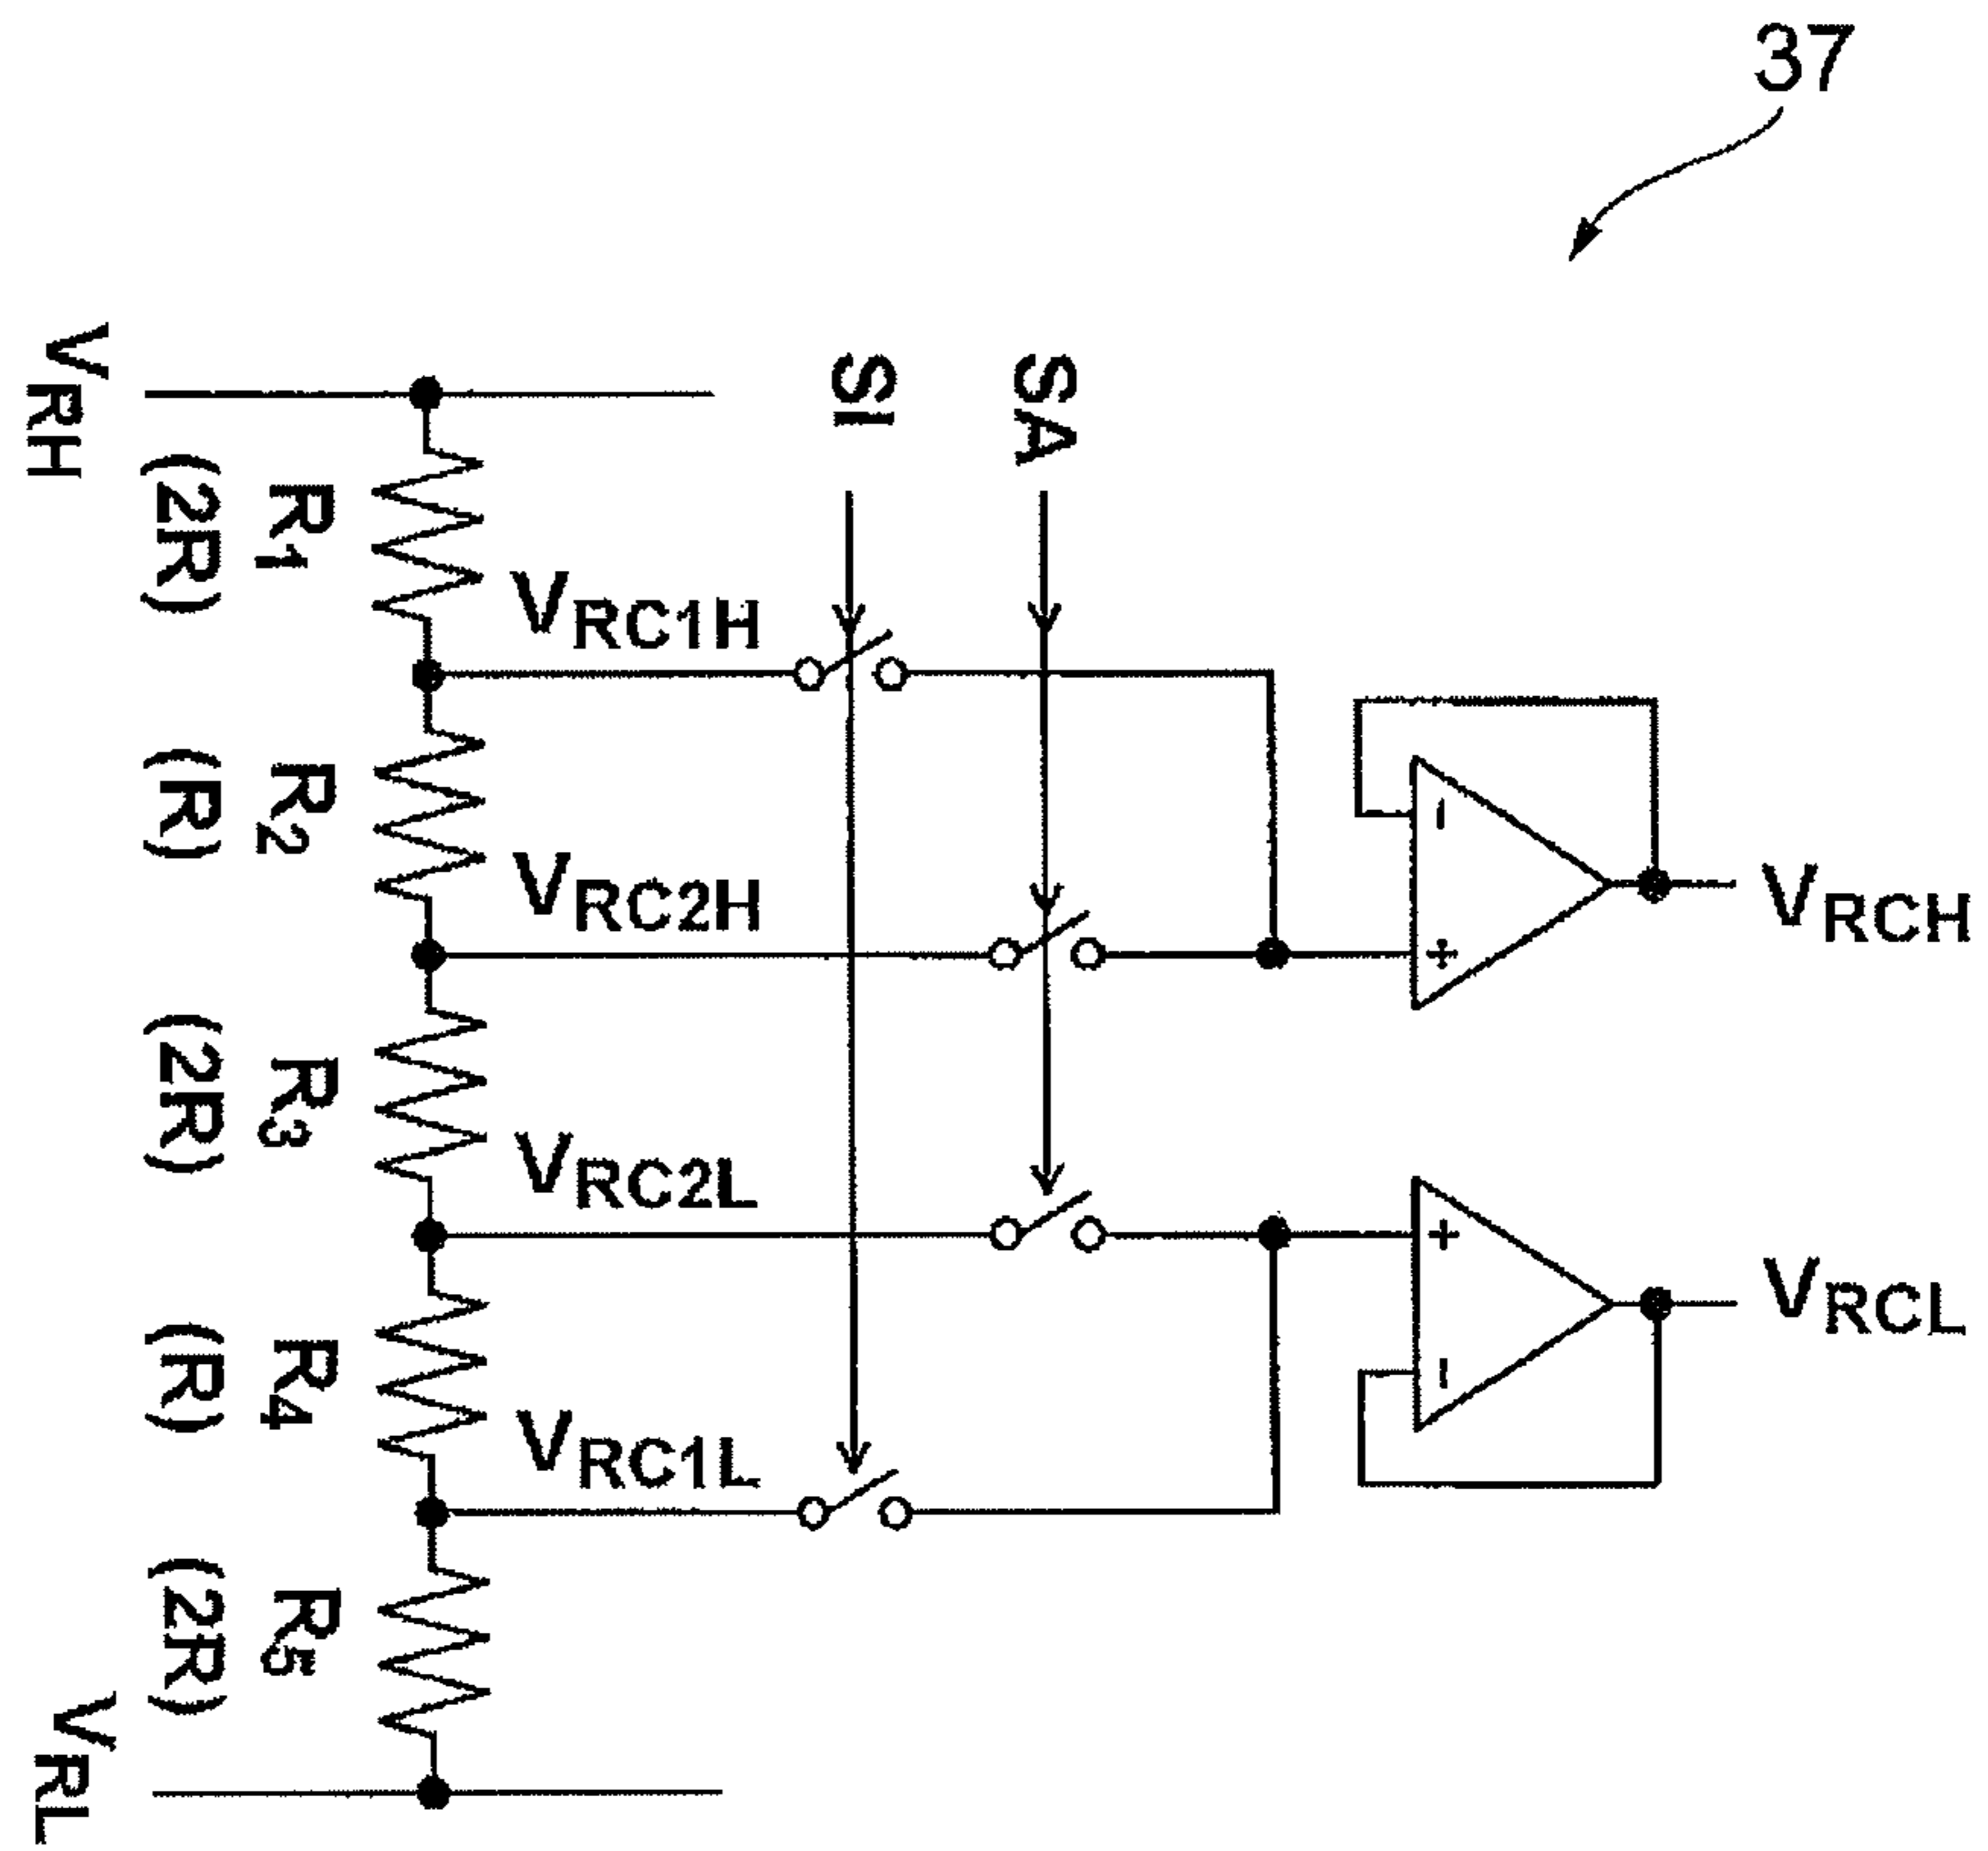 37
VRH
SI
SA
R1
(2R)
VRC1H
R2
(R)
VRC2H
-
+
VRCH
R3
(2R)
VRC2L
+
-
VRCL
R4
(R)
VRC1L
R5
(2R)
VRL